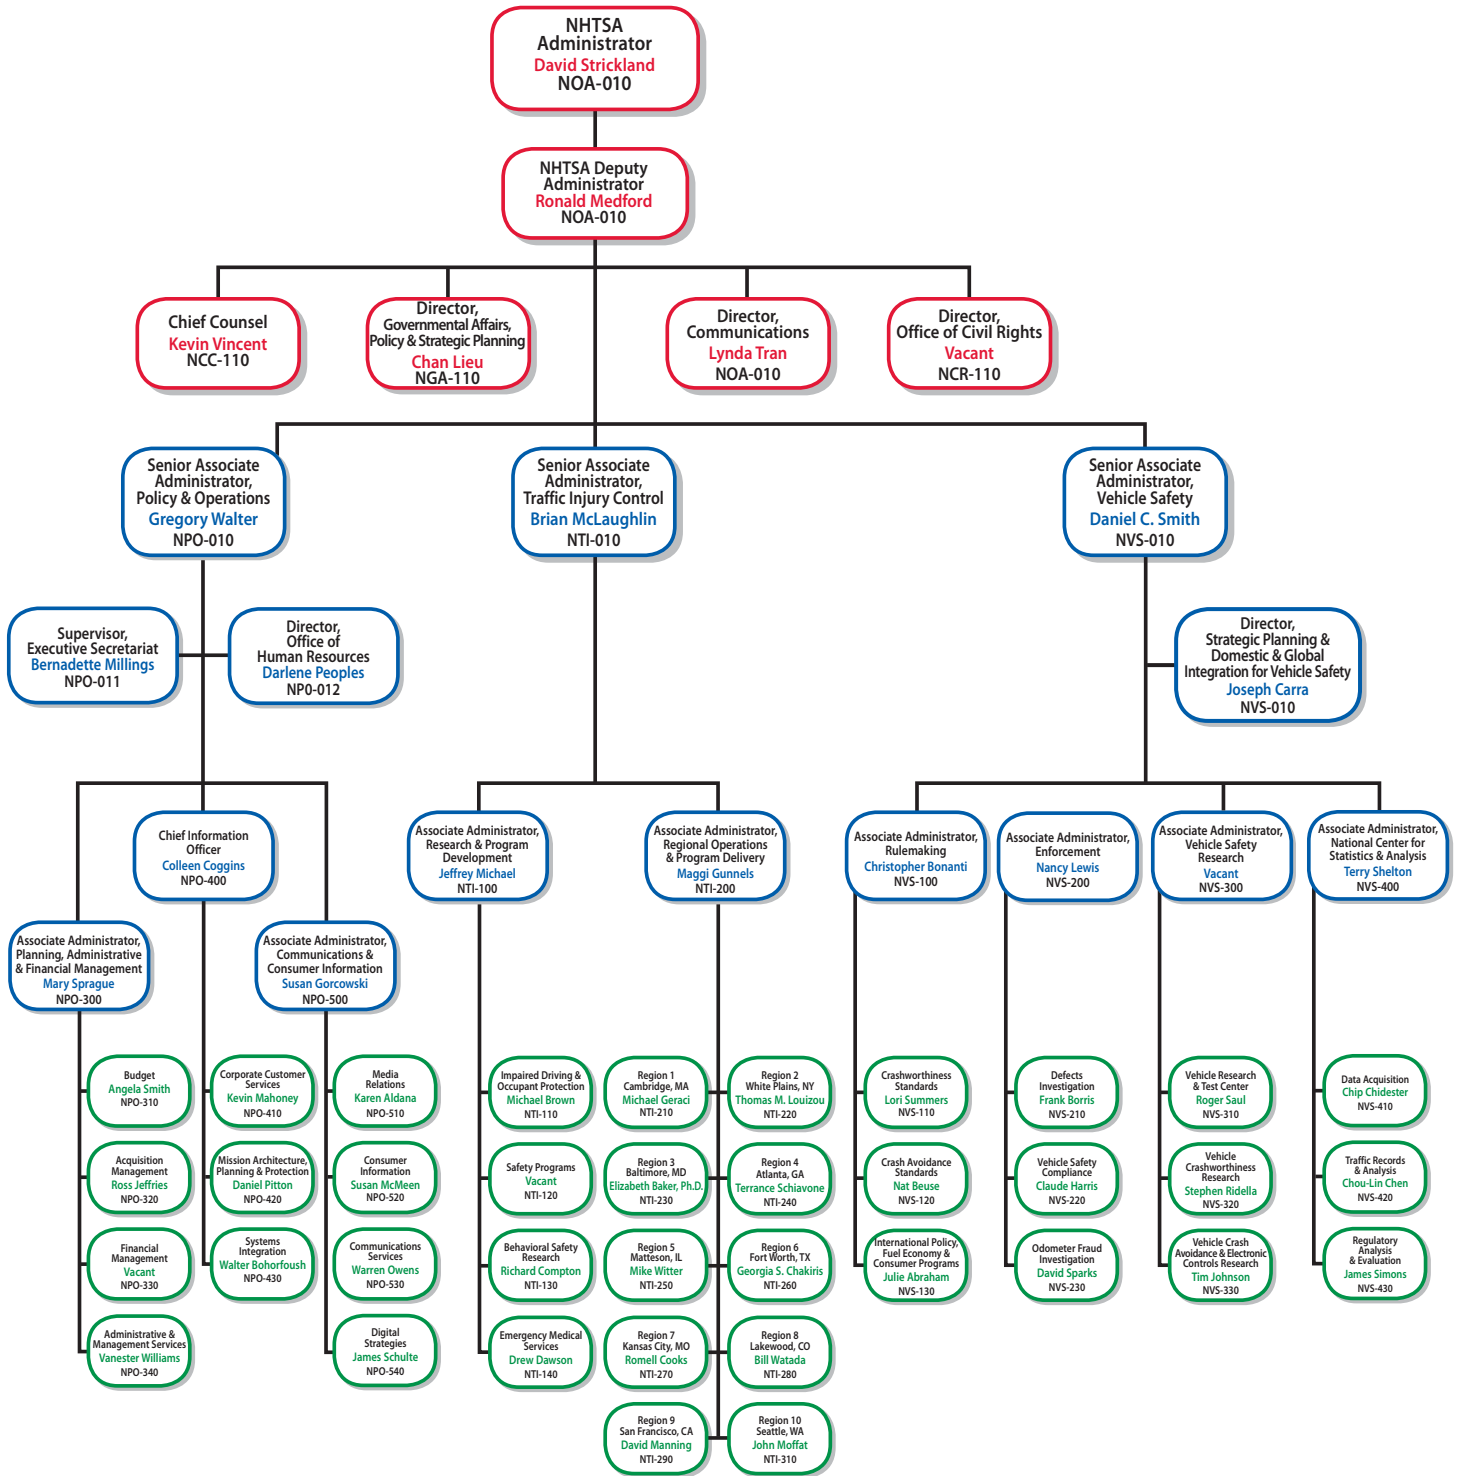 NHTSA
Administrator
David Strickland
NOA-010
NHTSA Deputy
Administrator
Ronald Medford
NOA-010
Chief Counsel
Kevin Vincent
NCC-110
Director,
Governmental Affairs,
Policy & Strategic Planning
Chan Lieu
NGA-110
Director,
Communications
Lynda Tran
NOA-010
Director,
Office of Civil Rights
Vacant
NCR-110
Senior Associate
Administrator,
Policy & Operations
Gregory Walter
NPO-010
Senior Associate
Administrator,
Traffic Injury Control
Brian McLaughlin
NTI-010
Senior Associate
Administrator,
Vehicle Safety
Daniel C. Smith
NVS-010
Supervisor,
Executive Secretariat
Bernadette Millings
NPO-011
Director,
Office of
Human Resources
Darlene Peoples
NP0-012
Director,
Strategic Planning &
Domestic & Global
Integration for Vehicle Safety
Joseph Carra
NVS-010
Chief Information
Officer
Colleen Coggins
NPO-400
Associate Administrator,
Research & Program
Development
Jeffrey Michael
NTI-100
Associate Administrator,
Regional Operations
& Program Delivery
Maggi Gunnels
NTI-200
Associate Administrator,
Rulemaking
Christopher Bonanti
NVS-100
Associate Administrator,
Enforcement
Nancy Lewis
NVS-200
Associate Administrator,
Vehicle Safety
Research
Vacant
NVS-300
Associate Administrator,
National Center for
Statistics & Analysis
Terry Shelton
NVS-400
Associate Administrator,
Planning, Administrative
& Financial Management
Mary Sprague
NPO-300
Associate Administrator,
Communications &
Consumer Information
Susan Gorcowski
NPO-500
Budget
Angela Smith
NPO-310
Corporate Customer
Services
Kevin Mahoney
NPO-410
Media
Relations
Karen Aldana
NPO-510
Impaired Driving &
Occupant Protection
Michael Brown
NTI-110
Region 1
Cambridge, MA
Michael Geraci
NTI-210
Region 2
White Plains, NY
Thomas M. Louizou
NTI-220
Crashworthiness
Standards
Lori Summers
NVS-110
Defects
Investigation
Frank Borris
NVS-210
Vehicle Research
& Test Center
Roger Saul
NVS-310
Data Acquisition
Chip Chidester
NVS-410
Acquisition
Management
Ross Jeffries
NPO-320
Mission Architecture,
Planning & Protection
Daniel Pitton
NPO-420
Consumer
Information
Susan McMeen
NPO-520
Safety Programs
Vacant
NTI-120
Region 3
Baltimore, MD
Elizabeth Baker, Ph.D.
NTI-230
Region 4
Atlanta, GA
Terrance Schiavone
NTI-240
Crash Avoidance
Standards
Nat Beuse
NVS-120
Vehicle Safety
Compliance
Claude Harris
NVS-220
Vehicle
Crashworthiness
Research
Stephen Ridella
NVS-320
Traffic Records
& Analysis
Chou-Lin Chen
NVS-420
Financial
Management
Vacant
NPO-330
Systems
Integration
Walter Bohorfoush
NPO-430
Communications
Services
Warren Owens
NPO-530
Behavioral Safety
Research
Richard Compton
NTI-130
Region 5
Matteson, IL
Mike Witter
NTI-250
Region 6
Fort Worth, TX
Georgia S. Chakiris
NTI-260
International Policy,
Fuel Economy &
Consumer Programs
Julie Abraham
NVS-130
Odometer Fraud
Investigation
David Sparks
NVS-230
Vehicle Crash
Avoidance & Electronic
Controls Research
Tim Johnson
NVS-330
Regulatory
Analysis
& Evaluation
James Simons
NVS-430
Administrative &
Management Services
Vanester Williams
NPO-340
Digital
Strategies
James Schulte
NPO-540
Emergency Medical
Services
Drew Dawson
NTI-140
Region 7
Kansas City, MO
Romell Cooks
NTI-270
Region 8
Lakewood, CO
Bill Watada
NTI-280
Region 9
San Francisco, CA
David Manning
NTI-290
Region 10
Seattle, WA
John Moffat
NTI-310